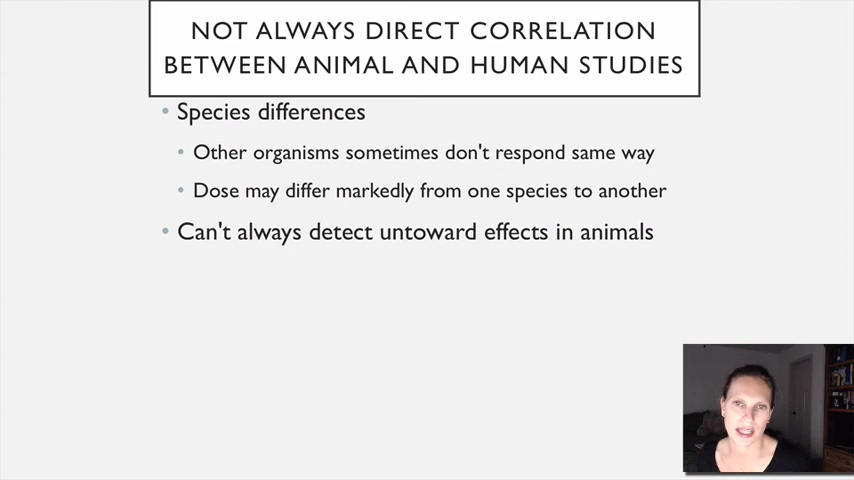 NOT ALWAYS DIRECT CORRELATION
BETWEEN ANIMAL AND HUMAN STUDIES
• Species differences
• Other organisms sometimes don't respond same way
• Dose may differ markedly from one species to another
• Can't always detect untoward effects in animals